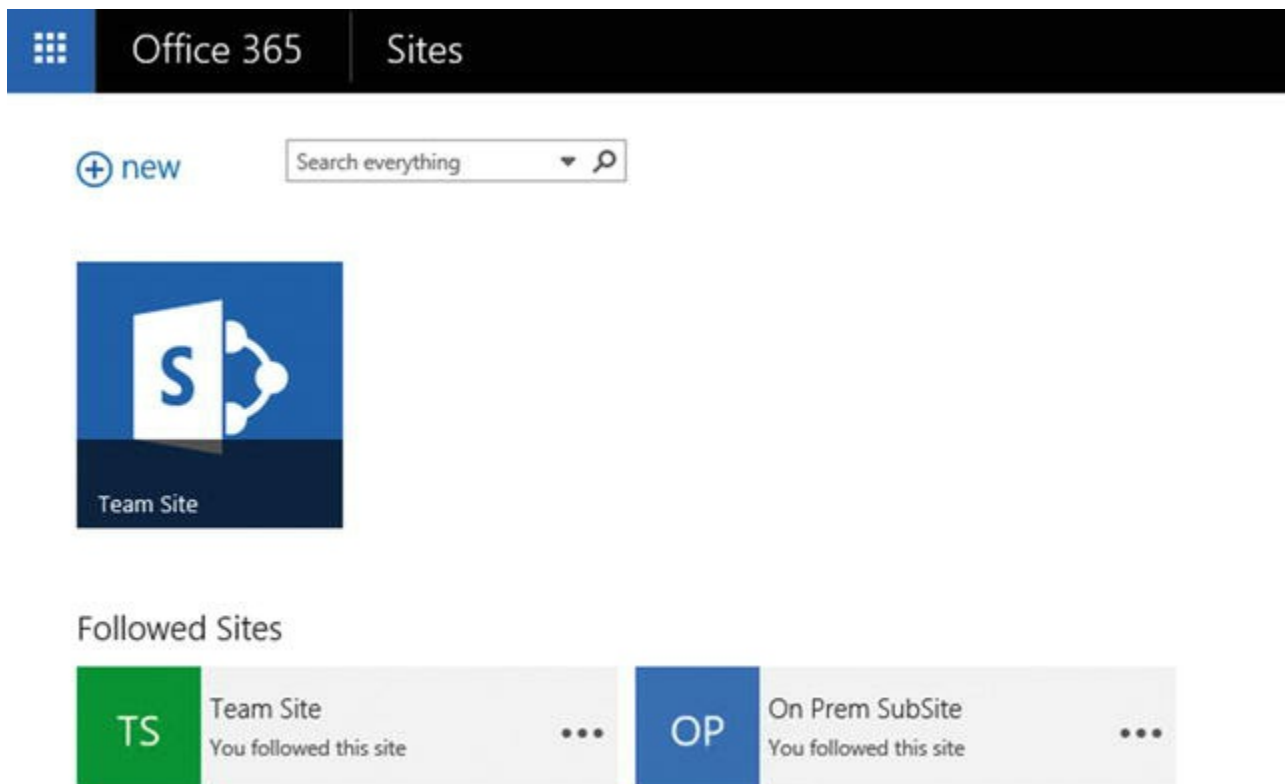 Office 365 Sites
new
Search everything
S
Team Site
Followed Sites
TS
Team Site
You followed this site
OP
On Prem SubSite
You followed this site